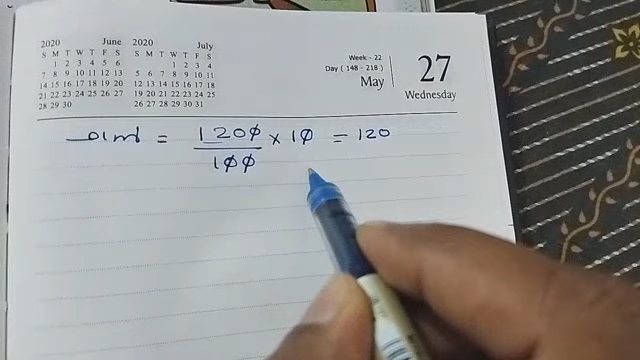 2020 June 2020 July
S M T W T F S S M T W T F S
1 2 3 4 5 6 1 2 3 4
7 8 9 10 11 12 13 5 6 7 8 9 10 11
14 15 16 17 18 19 20 12 13 14 15 16 17 18
21 22 23 24 25 26 27 19 20 21 22 23 24 25
28 29 30 26 27 28 29 30 31
Week - 22
Day ( 148 - 218 )
May
27
Wednesday
= 1200 × 10 = 120
100